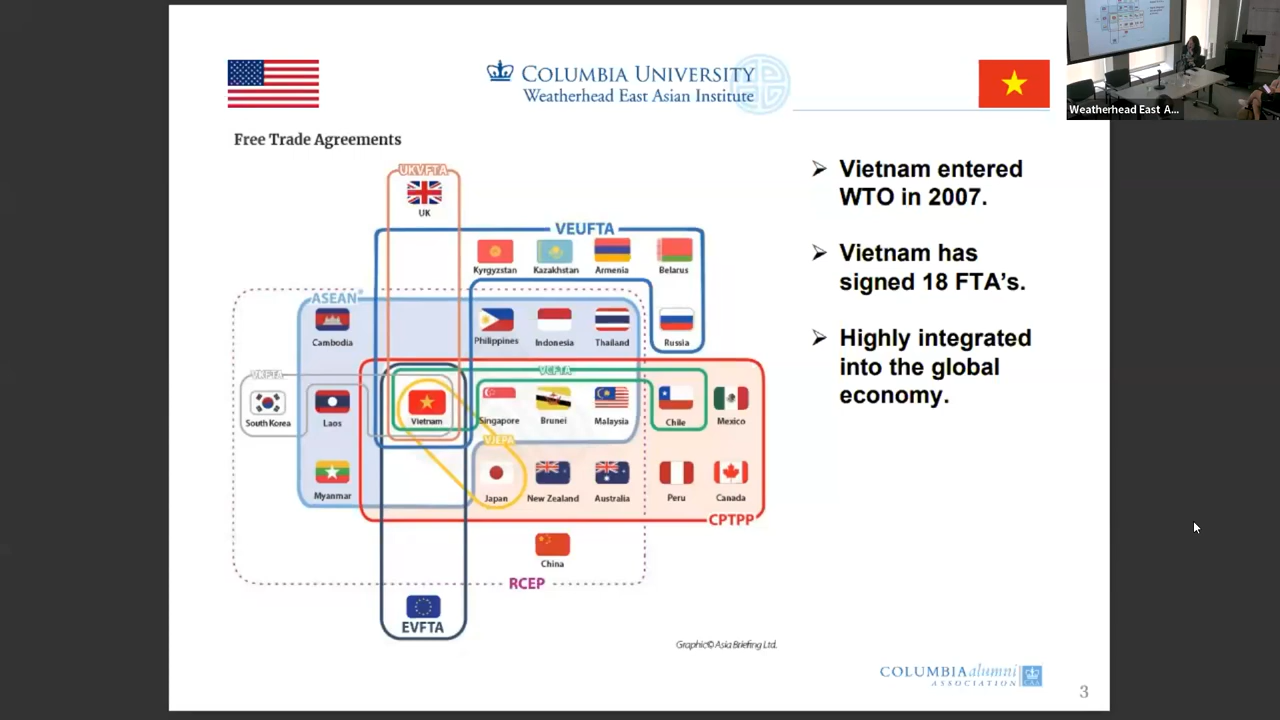 COLUMBIA UNIVERSITY
Weatherhead East Asian Institute
Weatherhead East A...
Free Trade Agreements
UKVFTA
UK
VEUFTA
Kyrgyzstan Kazakhstan Armenia Belarus
ASEAN
Cambodia Philippines Indonesia Thailand Russia
VKFTA VCFTA
South Korea Laos Vietnam Singapore Brunei Malaysia Chile Mexico
VJEPA
Myanmar Japan New Zealand Australia Peru Canada
CPTPP
China
RCEP
EVFTA
Graphic© Asia Briefing Ltd.
Vietnam entered
WTO in 2007.
Vietnam has
signed 18 FTA’s.
Highly integrated
into the global
economy.
COLUMBIA alumni
ASSOCIATION
3